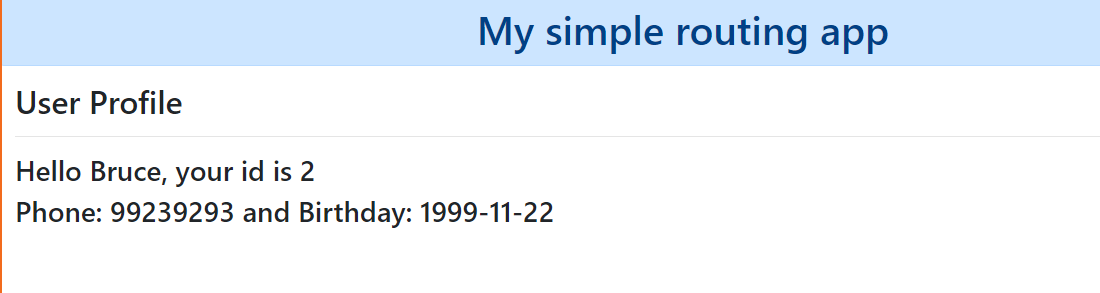 My simple routing app
User Profile
Hello Bruce, your id is 2
Phone: 99239293 and Birthday: 1999-11-22